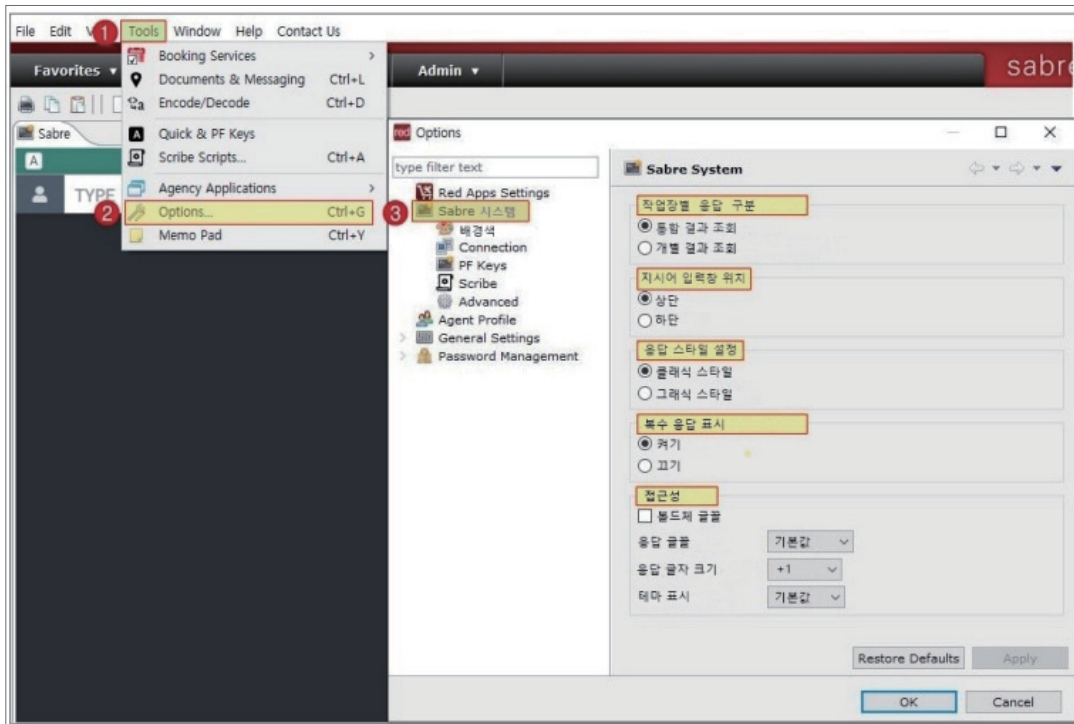 File Edit V 1 Tools Window Help Contact Us
Favorites Admin sabre
Booking Services
Documents & Messaging Ctrl+L
Encode/Decode Ctrl+D
Quick & PF Keys
Scribe Scripts... Ctrl+A
Agency Applications
2 Options... Ctrl+G
Memo Pad Ctrl+Y
Sabre
A
TYPE
Options
type filter text
Red Apps Settings
3 Sabre 시스템
배경색
Connection
PF Keys
Scribe
Advanced
Agent Profile
General Settings
Password Management
Sabre System
작업장별 응답 구분
통합 결과 조회
개별 결과 조회
지시어 입력창 위치
상단
하단
응답 스타일 설정
클래식 스타일
그래식 스타일
복수 응답 표시
켜기
끄기
접근성
볼드체 글꼴
응답 글꼴 기본값
응답 글자 크기 +1
테마 표시 기본값
Restore Defaults Apply
OK Cancel